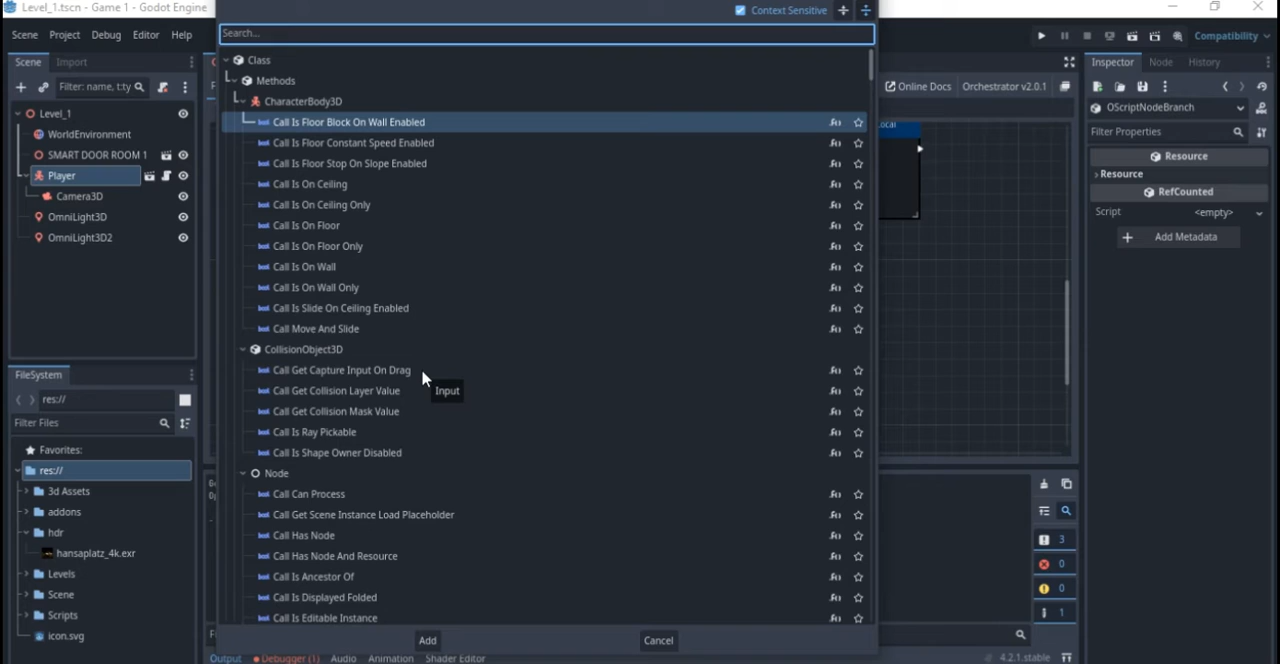 Level_1.tscn - Game 1 - Godot Engine
Scene Project Debug Editor Help
Compatibility
Context Sensitive
Search...
Class
Methods
CharacterBody3D
Call Is Floor Block On Wall Enabled
Call Is Floor Constant Speed Enabled
Call Is Floor Stop On Slope Enabled
Call Is On Ceiling
Call Is On Ceiling Only
Call Is On Floor
Call Is On Floor Only
Call Is On Wall
Call Is On Wall Only
Call Is Slide On Ceiling Enabled
Call Move And Slide
CollisionObject3D
Call Get Capture Input On Drag
Input
Call Get Collision Layer Value
Call Get Collision Mask Value
Call Is Ray Pickable
Call Is Shape Owner Disabled
Node
Call Can Process
Call Get Scene Instance Load Placeholder
Call Has Node
Call Has Node And Resource
Call Is Ancestor Of
Call Is Displayed Folded
Call Is Editable Instance
Add Cancel
Scene Import
Filter: name, t:ty
Level_1
WorldEnvironment
SMART DOOR ROOM 1
Player
Camera3D
OmniLight3D
OmniLight3D2
FileSystem
res://
Filter Files
Favorites:
res://
3d Assets
addons
hdr
hansaplatz_4k.exr
Levels
Scene
Scripts
icon.svg
Online Docs Orchestrator v2.0.1
ocal
3
0
0
1
Output Debugger (1) Audio Animation Shader Editor
4.2.1.stable
Inspector Node History
OScriptNodeBranch
Filter Properties
Resource
Resource
RefCounted
Script <empty>
Add Metadata